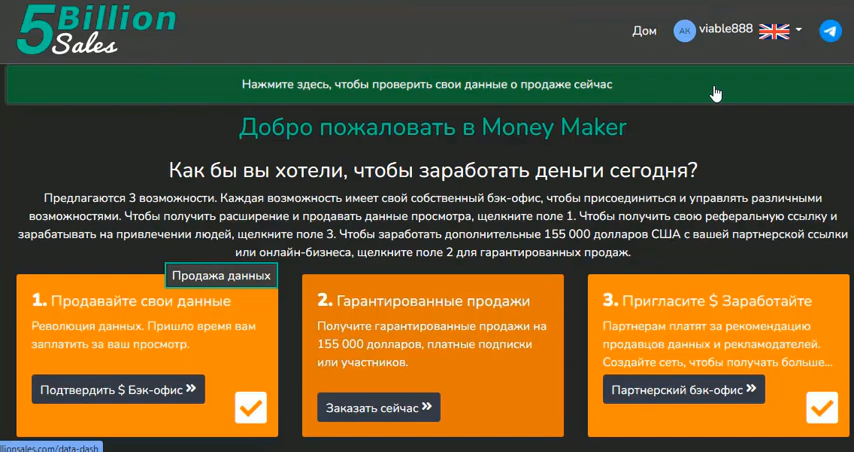 5 Billion
Sales
Дом
АК
viable888
Нажмите здесь, чтобы проверить свои данные о продаже сейчас
Добро пожаловать в Money Maker
Как бы вы хотели, чтобы заработать деньги сегодня?
Предлагаются 3 возможности. Каждая возможность имеет свой собственный бэк-офис, чтобы присоединиться и управлять различными
возможностями. Чтобы получить расширение и продавать данные просмотра, щелкните поле 1. Чтобы получить свою реферальную ссылку и
зарабатывать на привлечении людей, щелкните поле 3. Чтобы заработать дополнительные 155 000 долларов США с вашей партнерской ссылки
или онлайн-бизнеса, щелкните поле 2 для гарантированных продаж.
Продажа данных
1. Продавайте свои данные
Революция данных. Пришло время вам
заплатить за ваш просмотр.
Подтвердить $ Бэк-офис »
2. Гарантированные продажи
Получите гарантированные продажи на
155 000 долларов, платные подписки
или участников.
Заказать сейчас »
3. Пригласите $ Заработайте
Партнерам платят за рекомендацию
продавцов данных и рекламодателей.
Создайте сеть, чтобы получать больше...
Партнерский бэк-офис »
llionsales.com/data-dash